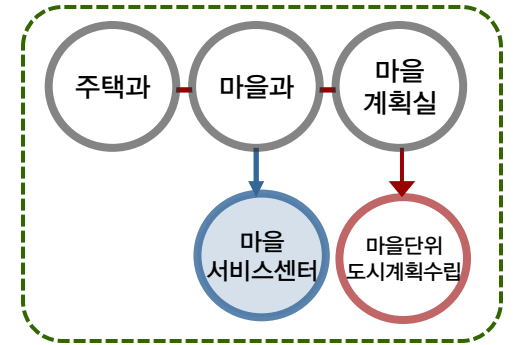 주택과
마을과
마을
계획실
마을
서비스센터
마을단위
도시계획수립